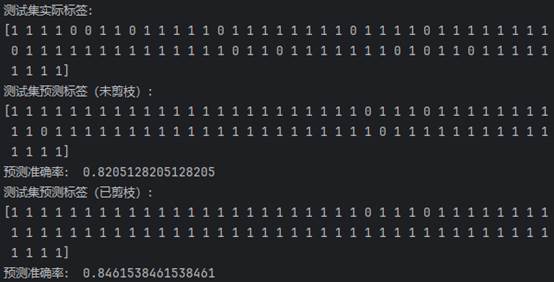 测试集实际标签:
[1 1 1 1 0 0 1 1 0 1 1 1 1 1 0 1 1 1 1 1 1 1 1 0 1 1 1 1 0 1 1 1 1 1 1 1 1
0 1 1 1 1 1 1 1 1 1 1 1 1 1 1 0 1 1 0 1 1 1 1 1 1 1 0 1 0 1 1 0 1 1 1 1 1
1 1 1 1]
测试集预测标签（未剪枝）:
[1 1 1 1 1 1 1 1 1 1 1 1 1 1 1 1 1 1 1 1 1 1 1 1 0 1 1 1 0 1 1 1 1 1 1 1 1
1 1 0 1 1 1 1 1 1 1 1 1 1 1 1 1 1 1 1 1 1 1 1 1 1 0 1 1 1 1 1 1 1 1 1 1 1
1 1 1 1]
预测准确率: 0.8205128205128205
测试集预测标签（已剪枝）:
[1 1 1 1 1 1 1 1 1 1 1 1 1 1 1 1 1 1 1 1 1 1 1 1 0 1 1 1 0 1 1 1 1 1 1 1 1
1 1 1 1 1 1 1 1 1 1 1 1 1 1 1 1 1 1 1 1 1 1 1 1 1 1 1 1 1 1 1 1 1 1 1 1 1
1 1 1 1]
预测准确率: 0.8461538461538461